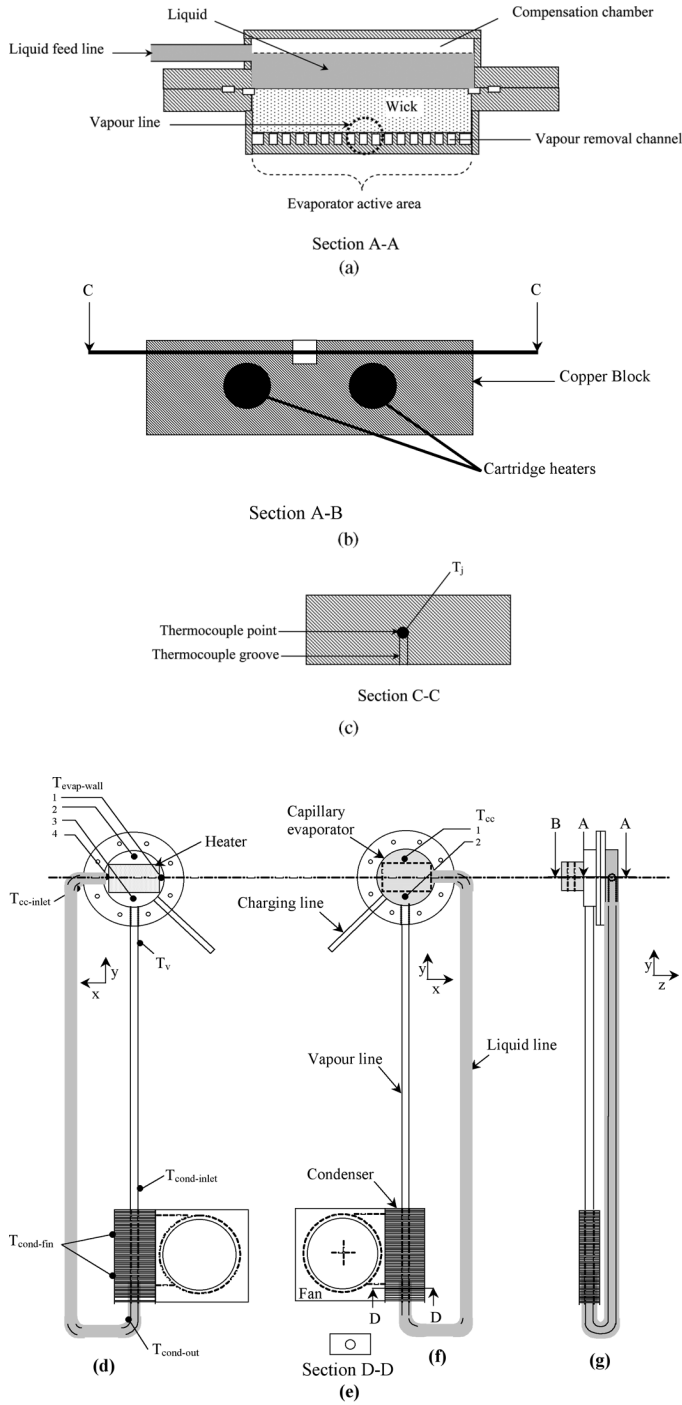 Liquid
Compensation chamber
Liquid feed line
Wick
Vapour line
Vapour removal channel
Evaporator active area
Section A-A
(a)
C
C
Copper Block
Cartridge heaters
Section A-B
(b)
Tj
Thermocouple point
Thermocouple groove
Section C-C
(c)
Tevap-wall
1
2
3
4
Heater
Tcc-inlet
Tv
y
x
Tcond-inlet
Tcond-fin
Tcond-out
(d)
Capillary
evaporator
Tcc
1
2
Charging line
y
x
Vapour line
Liquid line
Condenser
Fan
D
D
Section D-D
(e)
(f)
B
A
A
y
z
(g)